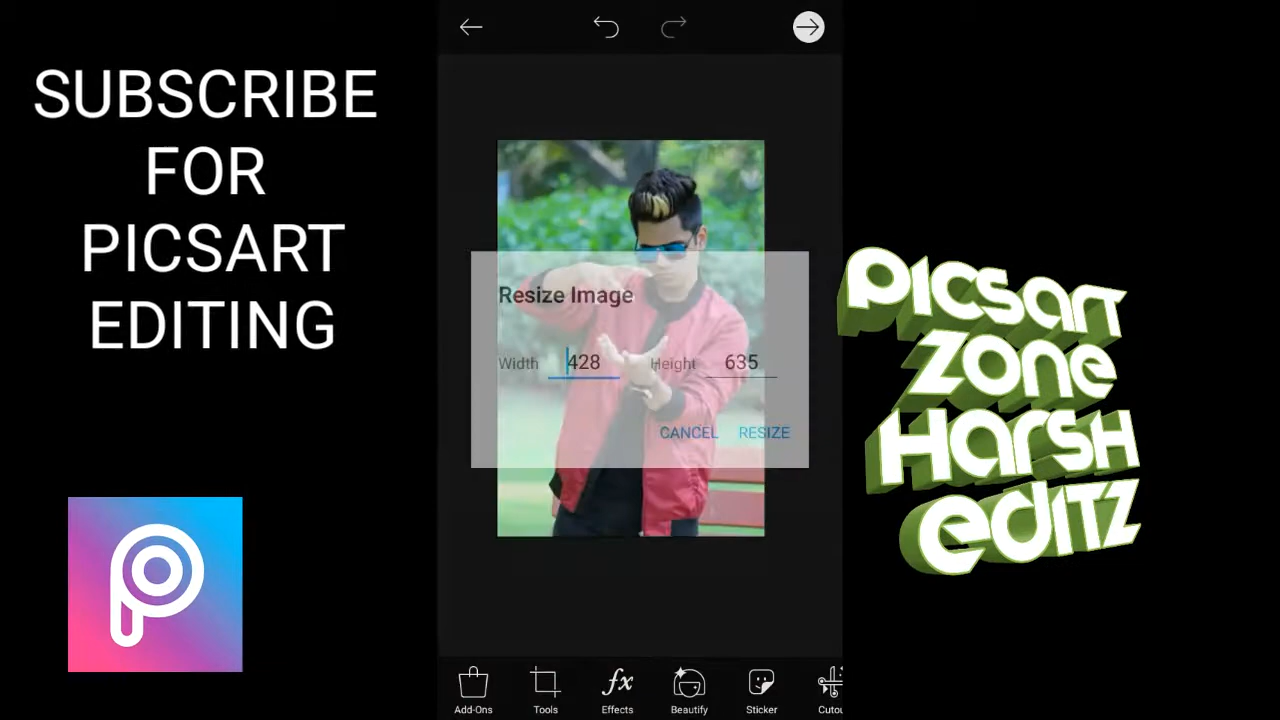 SUBSCRIBE
FOR
PICSART
EDITING
Resize Image
Width 428 Height 635
CANCEL RESIZE
PICSART
ZONE
HARSH
EDITZ
Add-Ons Tools Effects Beautify Sticker Cutou